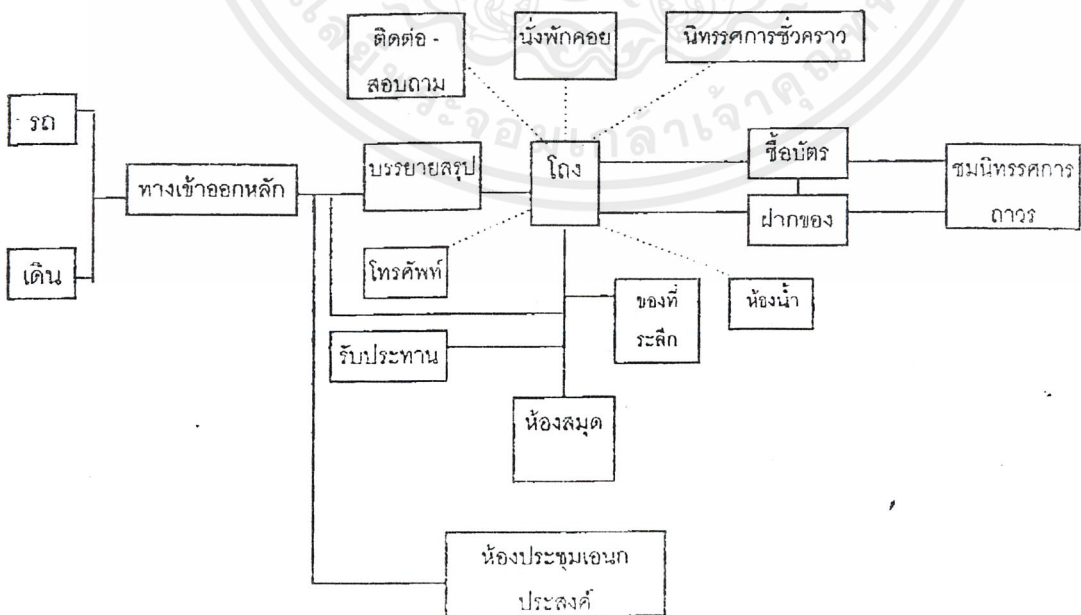 ติดต่อ -
สอบถาม
นั่งพักคอย
นิทรรศการชั่วคราว
รถ
ทางเข้าออกหลัก
บรรยายสรุป
โถง
ซื้อบัตร
ชมนิทรรศการ
ถาวร
ฝากของ
เดิน
โทรศัพท์
ของที่
ระลึก
ห้องน้ำ
รับประทาน
ห้องสมุด
ห้องประชุมเอนก
ประสงค์